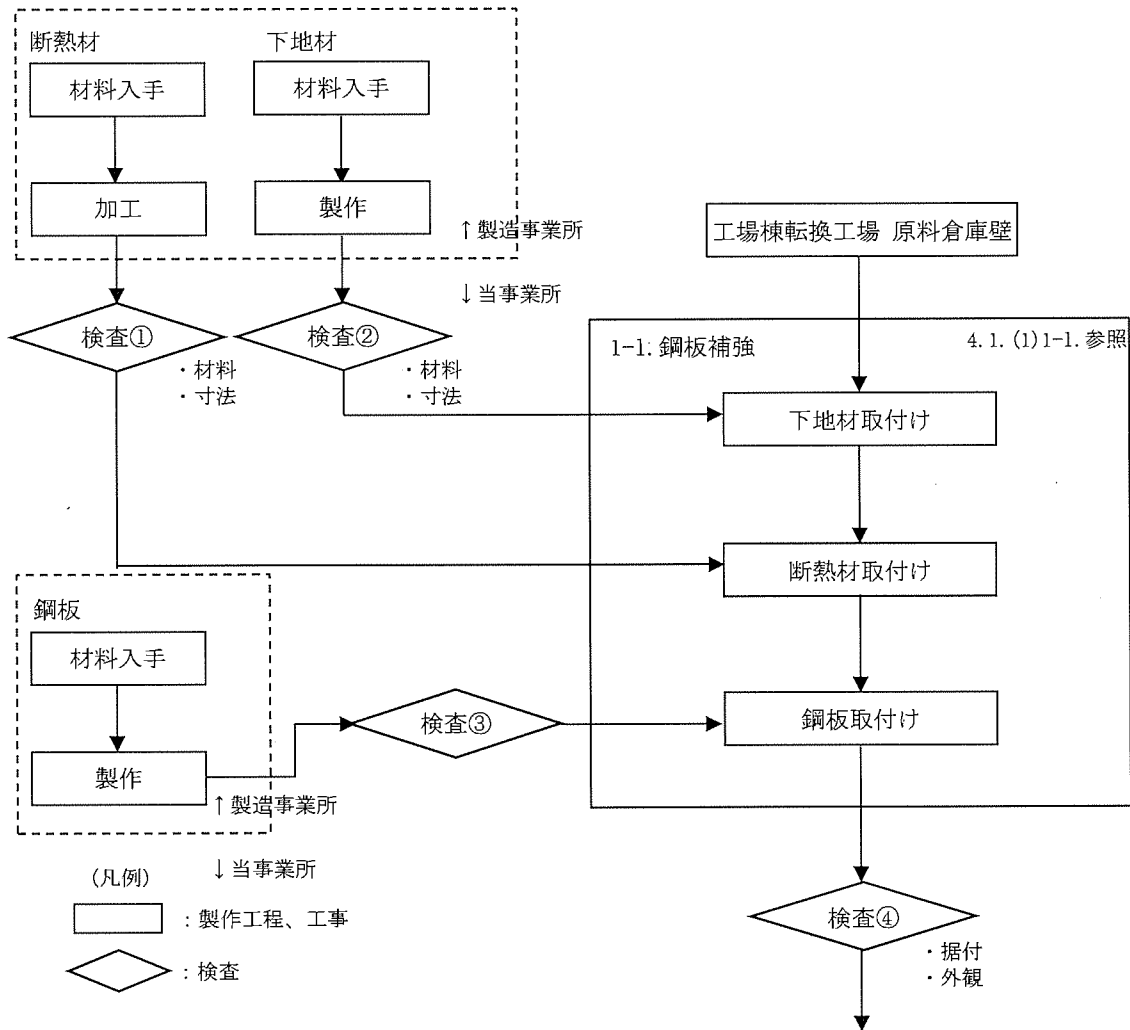 断熱材
下地材
材料入手
材料入手
加工
製作
↑製造事業所
↓当事業所
検査①
・材料
・寸法
検査②
・材料
・寸法
工場棟転換工場 原料倉庫壁
1-1. 鋼板補強
4.1.(1)1-1.参照
下地材取付け
断熱材取付け
鋼板取付け
鋼板
材料入手
製作
↑製造事業所
↓当事業所
検査③
検査④
・据付
・外観
(凡例)
：製作工程、工事
：検査